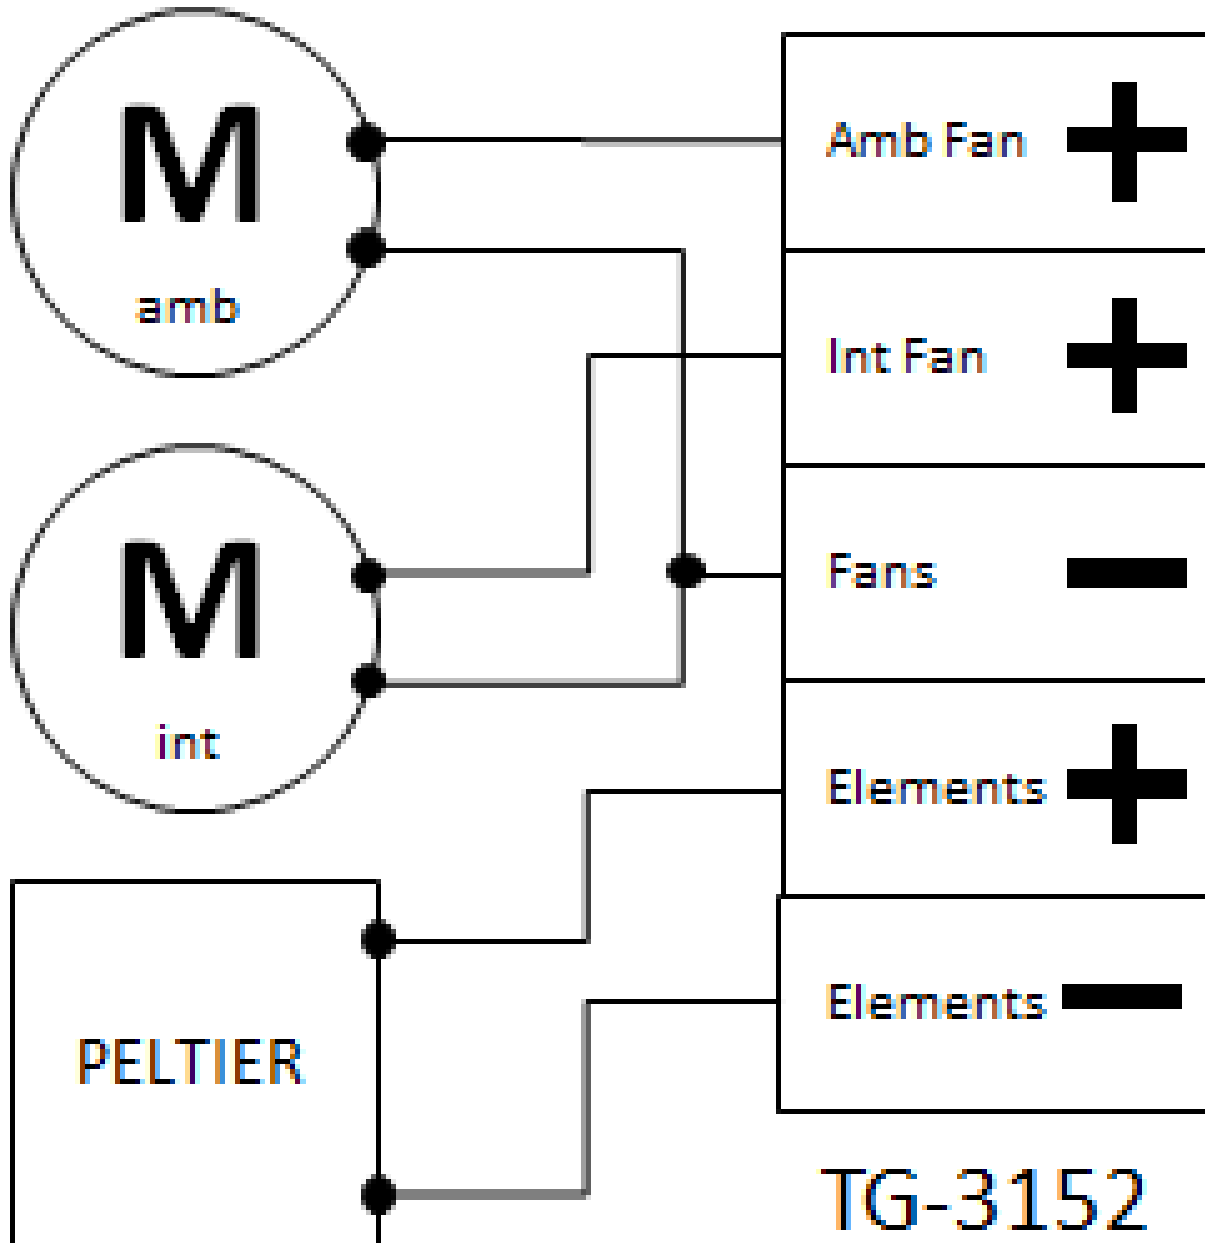 M
amb
M
int
PELTIER
Amb Fan +
Int Fan +
Fans −
Elements +
Elements −
TG-3152